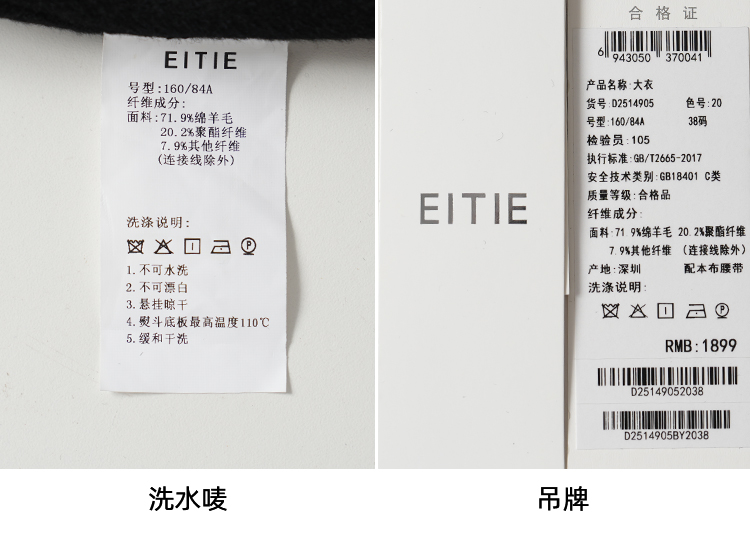 EITIE
号型:160/84A
纤维成分:
面料:71.9%绵羊毛
20.2%聚酯纤维
7.9%其他纤维
(连接线除外)
洗涤说明:
1.不可水洗
2.不可漂白
3.悬挂晾干
4.熨斗底板最高温度110℃
5.缓和干洗
洗水唛
EITIE
合格证
6 943050 370041
产品名称:大衣
货号:D2514905 色号:20
号型:160/84A 38码
检验员:105
执行标准:GB/T2665-2017
安全技术类别:GB18401 C类
质量等级:合格品
纤维成分:
面料:71.9%绵羊毛 20.2%聚酯纤维
7.9%其他纤维 (连接线除外)
产地:深圳 配本布腰带
洗涤说明:
P
RMB:1899
D25149052038
D2514905BY2038
吊牌